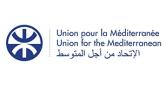 Union pour la Méditerranée
Union for the Mediterranean
الإتحاد من أجل المتوسط